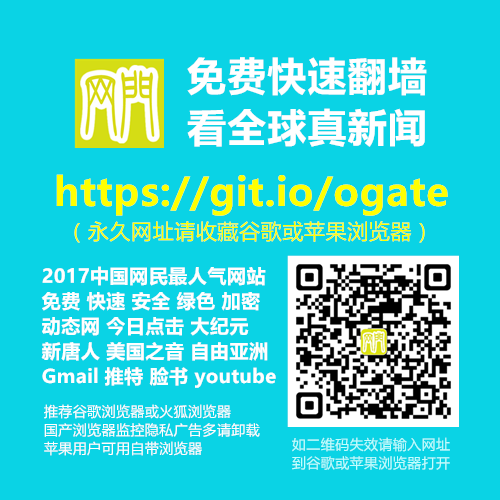 网门
免费快速翻墙
看全球真新闻
https://git.io/ogate
（永久网址请收藏谷歌或苹果浏览器）
2017中国网民最人气网站
免费 快速 安全 绿色 加密
动态网 今日点击 大纪元
新唐人 美国之音 自由亚洲
Gmail 推特 脸书 youtube
推荐谷歌浏览器或火狐浏览器
国产浏览器监控隐私广告多请卸载
苹果用户可用自带浏览器
如二维码失效请输入网址
到谷歌或苹果浏览器打开